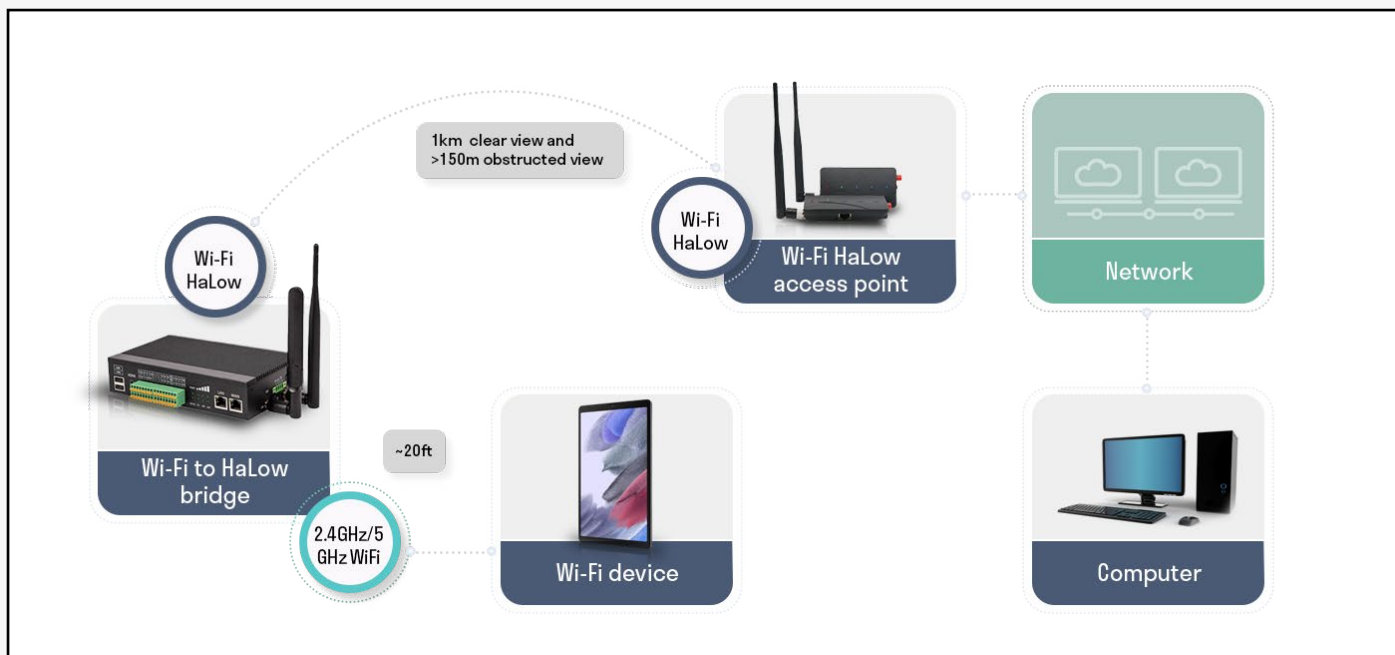 1km clear view and
>150m obstructed view
Wi-Fi
HaLow
Wi-Fi
HaLow
Wi-Fi HaLow
access point
Network
Wi-Fi to HaLow
bridge
~20ft
2.4GHz/5
GHz WiFi
Wi-Fi device
Computer